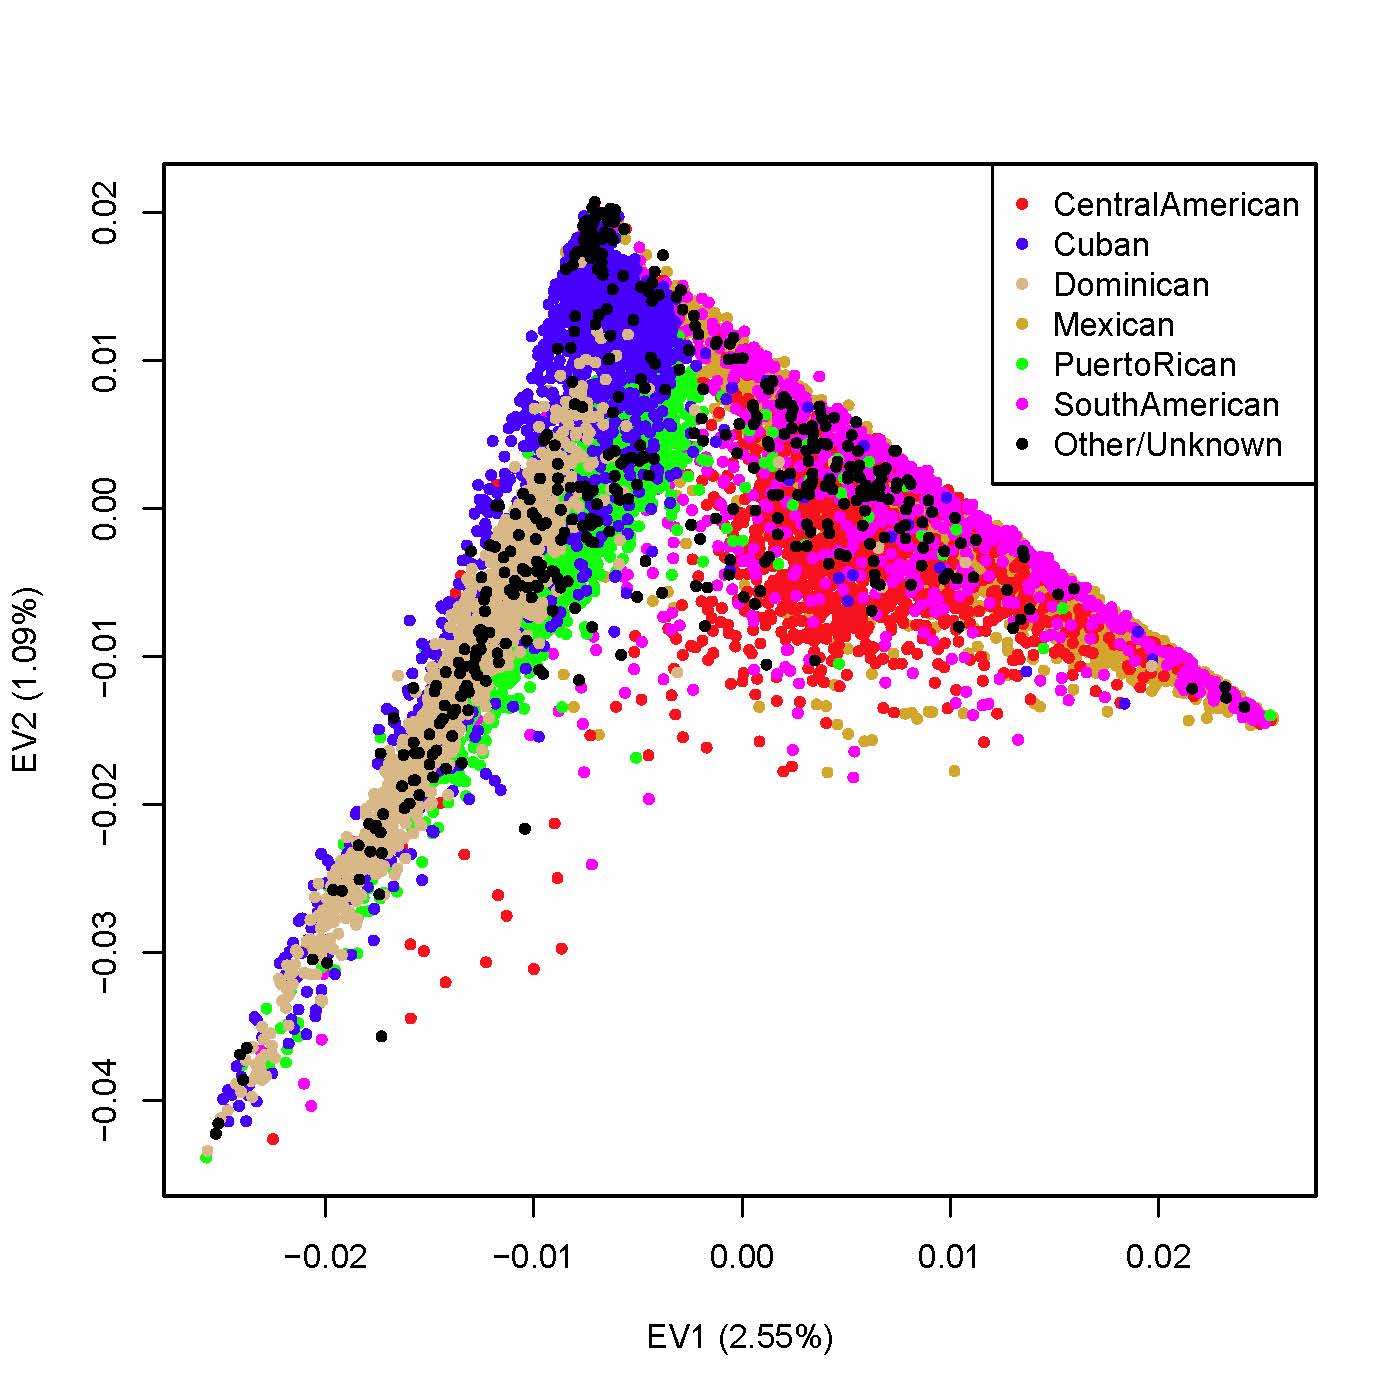 CentralAmerican
Cuban
Dominican
Mexican
PuertoRican
SouthAmerican
Other/Unknown
EV2 (1.09%)
0.02
0.01
0.00
−0.01
−0.02
−0.03
−0.04
−0.02 −0.01 0.00 0.01 0.02
EV1 (2.55%)